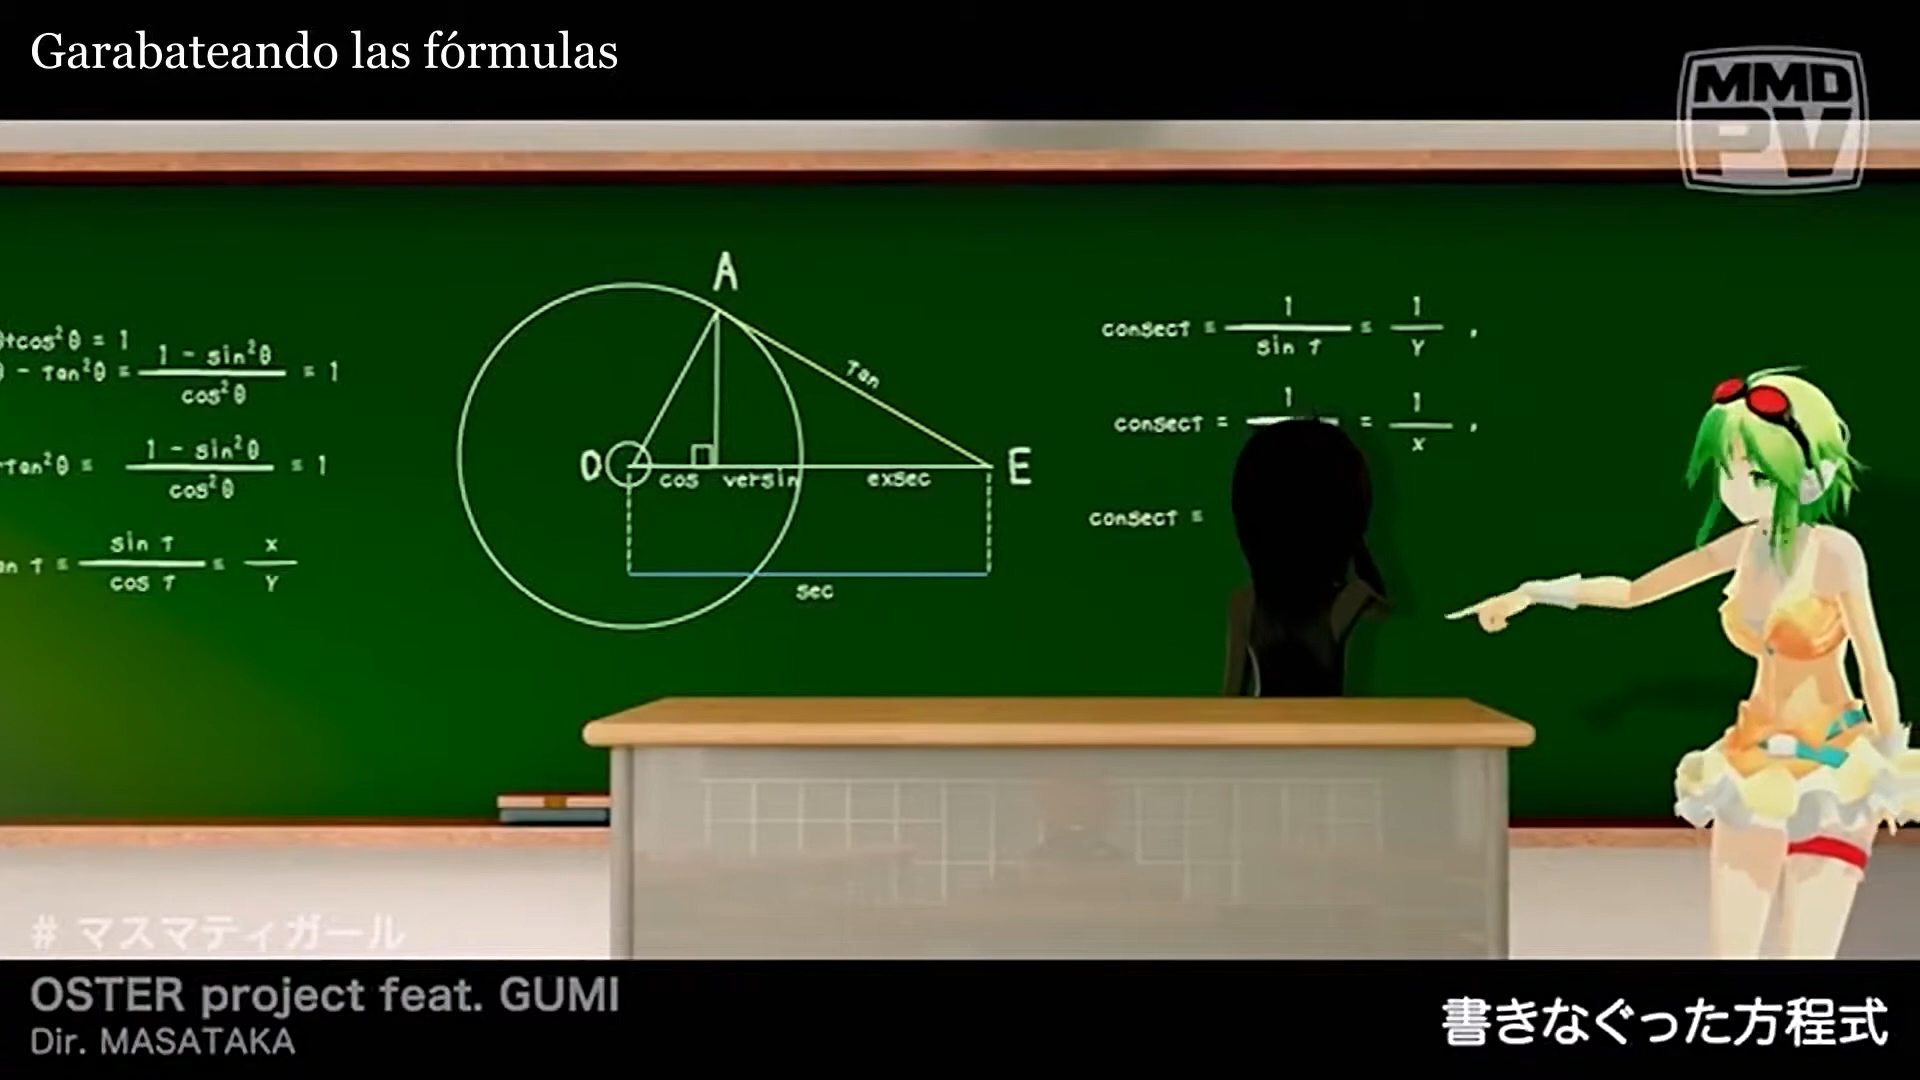 Garabateando las fórmulas
MMD
PV
θ+cos²θ = 1
θ - Tan²θ = 1 - sin²θ / cos²θ = 1
Tan²θ = 1 - sin²θ / cos²θ = 1
an T = sin T / cos T = x / Y
A
Tan
O
E
cos
versin
exsec
sec
consect = 1 / sin T = 1 / Y ,
consect = 1 / = 1 / x ,
consect =
# マスマティガール
OSTER project feat. GUMI
Dir. MASATAKA
書きなぐった方程式